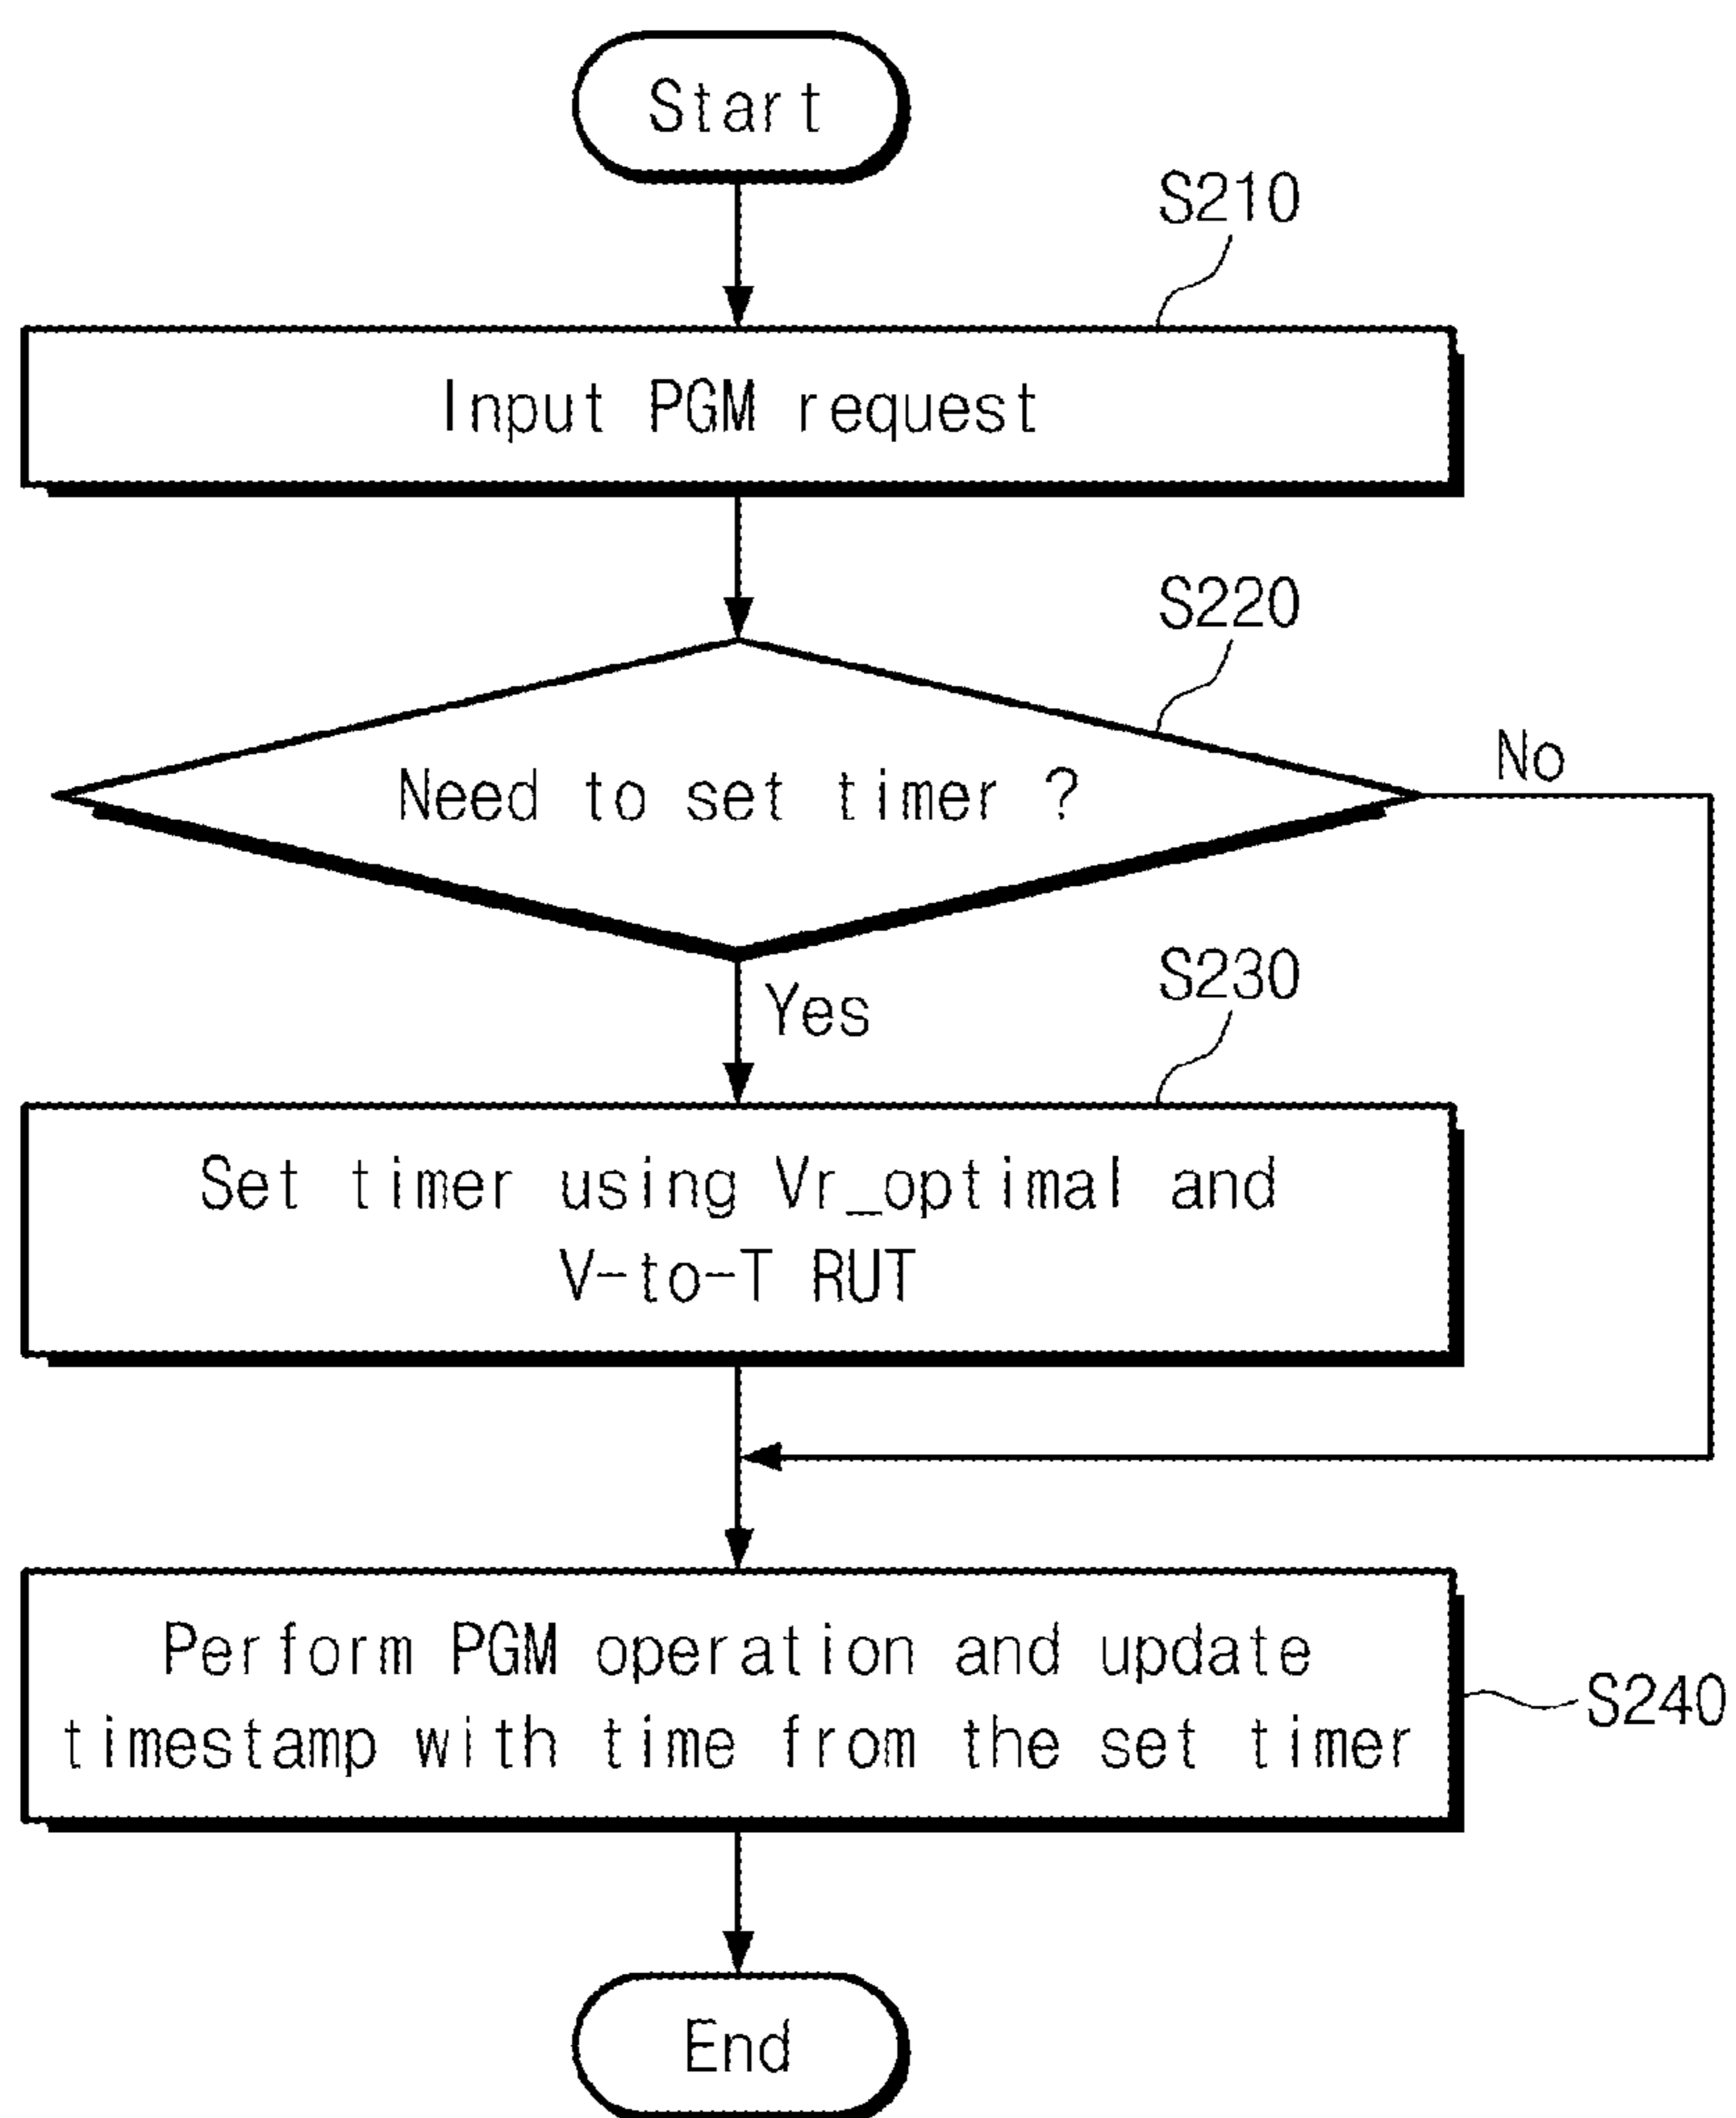 Start
S210
Input PGM request
S220
Need to set timer ?
No
Yes
S230
Set timer using Vr_optimal and
V-to-T RUT
Perform PGM operation and update
timestamp with time from the set timer
S240
End